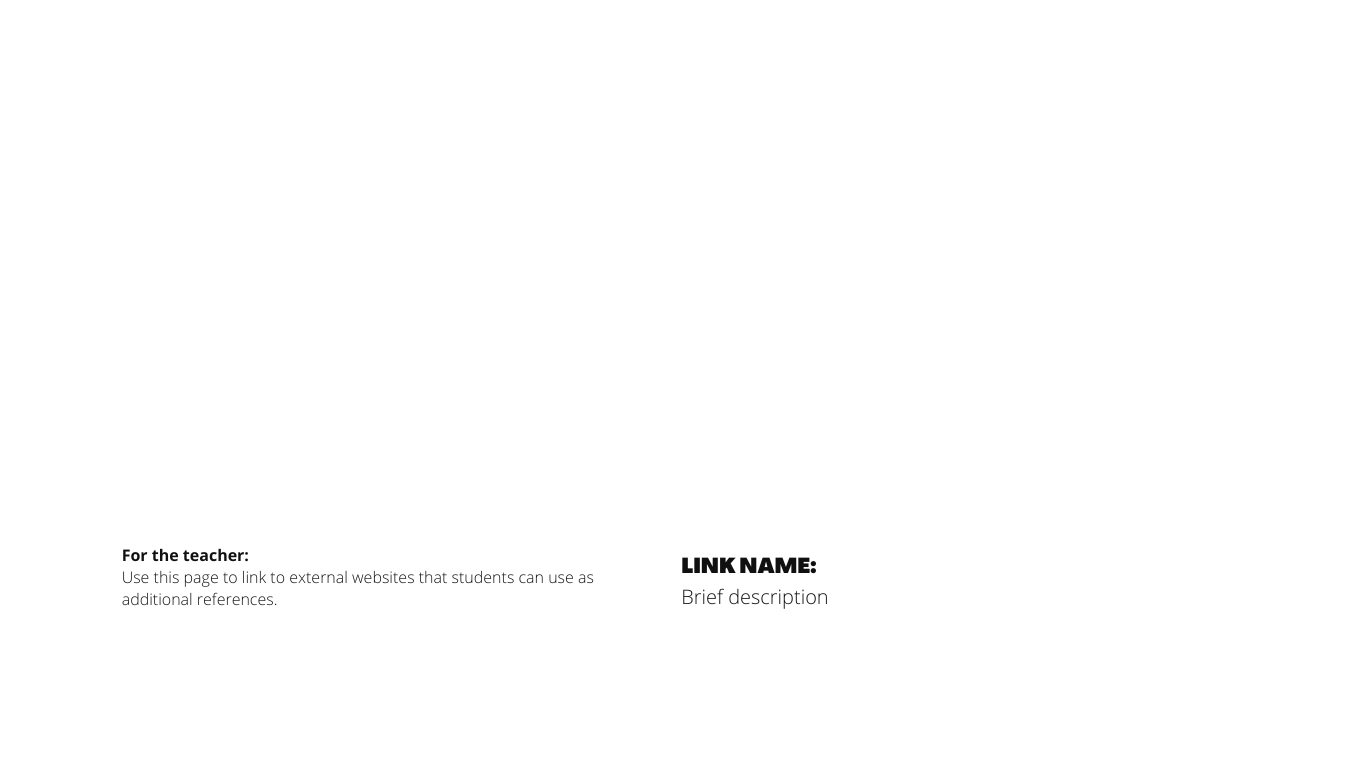 For the teacher:
Use this page to link to external websites that students can use as
additional references.
LINK NAME:
Brief description